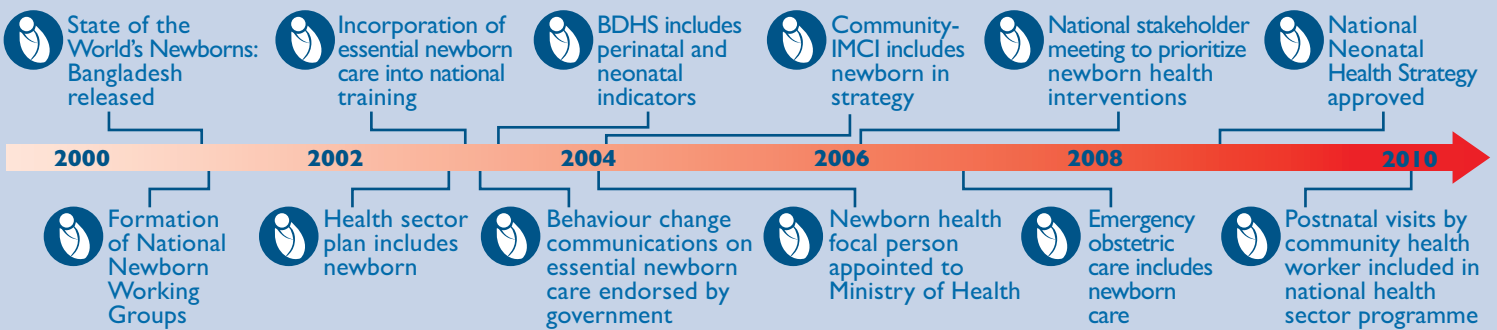 State of the
World's Newborns:
Bangladesh
released
Incorporation of
essential newborn
care into national
training
BDHS includes
perinatal and
neonatal
indicators
Community-
IMCI includes
newborn in
strategy
National stakeholder
meeting to prioritize
newborn health
interventions
National
Neonatal
Health Strategy
approved
2000
2002
2004
2006
2008
2010
Formation
of National
Newborn
Working
Groups
Health sector
plan includes
newborn
Behaviour change
communications on
essential newborn
care endorsed by
government
Newborn health
focal person
appointed to
Ministry of Health
Emergency
obstetric
care includes
newborn
care
Postnatal visits by
community health
worker included in
national health
sector programme